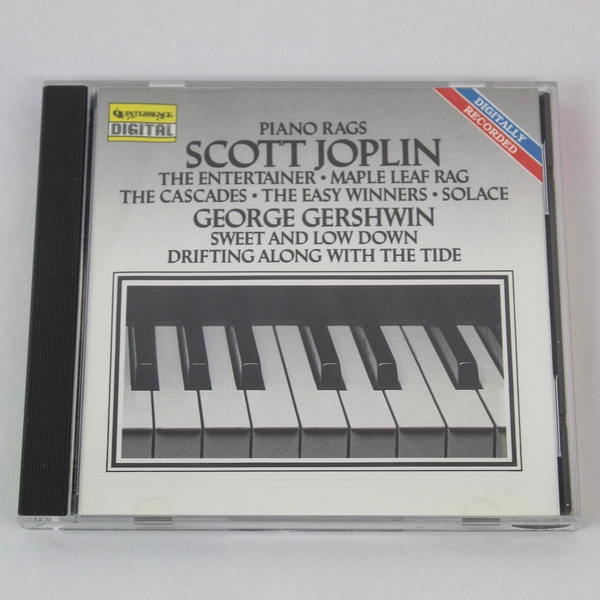 QUINTESSENCE
DIGITAL
DIGITALLY
RECORDED
PIANO RAGS
SCOTT JOPLIN
THE ENTERTAINER • MAPLE LEAF RAG
THE CASCADES • THE EASY WINNERS • SOLACE
GEORGE GERSHWIN
SWEET AND LOW DOWN
DRIFTING ALONG WITH THE TIDE